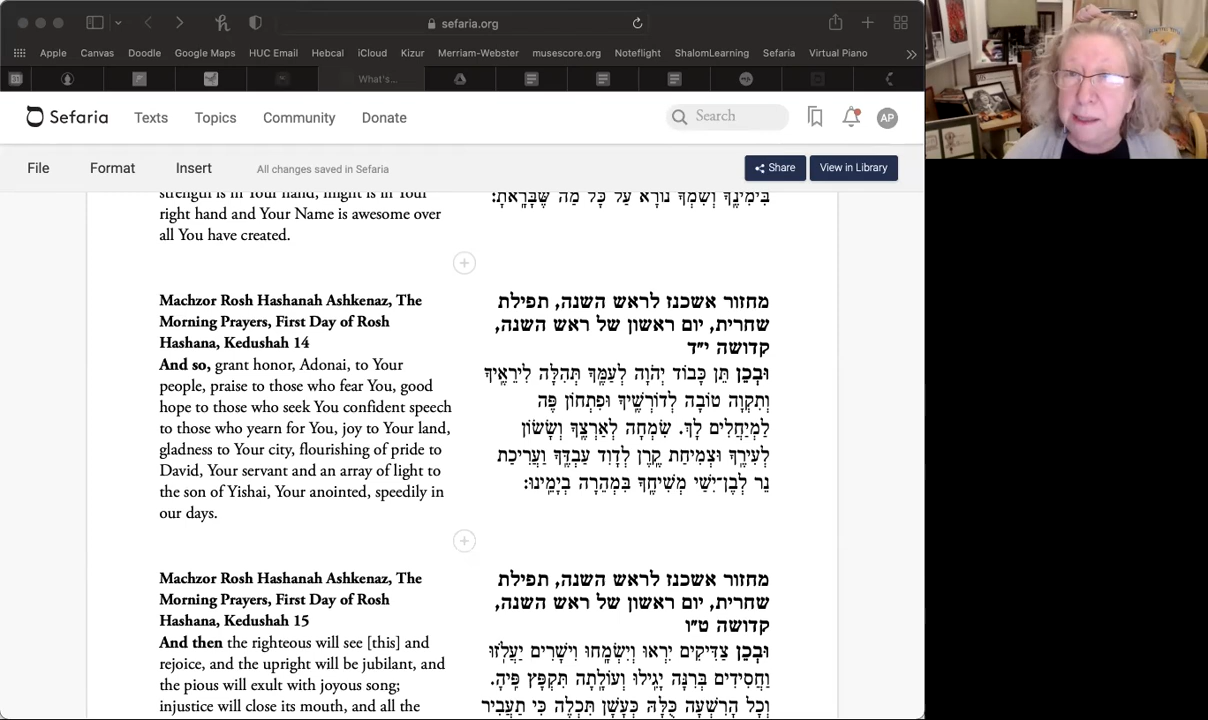 sefaria.org
Apple Canvas Doodle Google Maps HUC Email Hebcal iCloud Kizur Merriam-Webster musescore.org Noteflight ShalomLearning Sefaria Virtual Piano
What's...
Sefaria Texts Topics Community Donate Search AP
File Format Insert All changes saved in Sefaria Share View in Library
strength is in Your hand, might is in Your
right hand and Your Name is awesome over
all You have created.
בִּימִינֶֽךָ וְשִׁמְךָ נוֹרָא עַל כָּל מַה שֶּׁבָּרָֽאתָ:
Machzor Rosh Hashanah Ashkenaz, The
Morning Prayers, First Day of Rosh
Hashana, Kedushah 14
And so, grant honor, Adonai, to Your
people, praise to those who fear You, good
hope to those who seek You confident speech
to those who yearn for You, joy to Your land,
gladness to Your city, flourishing of pride to
David, Your servant and an array of light to
the son of Yishai, Your anointed, speedily in
our days.
מחזור אשכנז לראש השנה, תפילת
שחרית, יום ראשון של ראש השנה,
קדושה י״ד
וּבְכֵן תֵּן כָּבוֹד יְהֹוָה לְעַמֶּֽךָ תְּהִלָּה לִירֵאֶֽיךָ
וְתִקְוָה טוֹבָה לְדוֹרְשֶֽׁיךָ וּפִתְחוֹן פֶּה
לַמְיַחֲלִים לָךְ. שִׂמְחָה לְאַרְצֶֽךָ וְשָׂשׂוֹן
לְעִירֶֽךָ וּצְמִיחַת קֶֽרֶן לְדָוִד עַבְדֶּֽךָ וַעֲרִיכַת
נֵר לְבֶן־יִשַׁי מְשִׁיחֶֽךָ בִּמְהֵרָה בְיָמֵֽינוּ:
Machzor Rosh Hashanah Ashkenaz, The
Morning Prayers, First Day of Rosh
Hashana, Kedushah 15
And then the righteous will see [this] and
rejoice, and the upright will be jubilant, and
the pious will exult with joyous song;
injustice will close its mouth, and all the
מחזור אשכנז לראש השנה, תפילת
שחרית, יום ראשון של ראש השנה,
קדושה ט״ו
וּבְכֵן צַדִּיקִים יִרְאוּ וְיִשְׂמָֽחוּ וִישָׁרִים יַעֲלֹֽזוּ
וַחֲסִידִים בְּרִנָּה יָגִֽילוּ וְעוֹלָֽתָה תִּקְפָּץ פִּֽיהָ.
וְכָל הָרִשְׁעָה כֻּלָּהּ כְּעָשָׁן תִּכְלֶה כִּי תַעֲבִיר